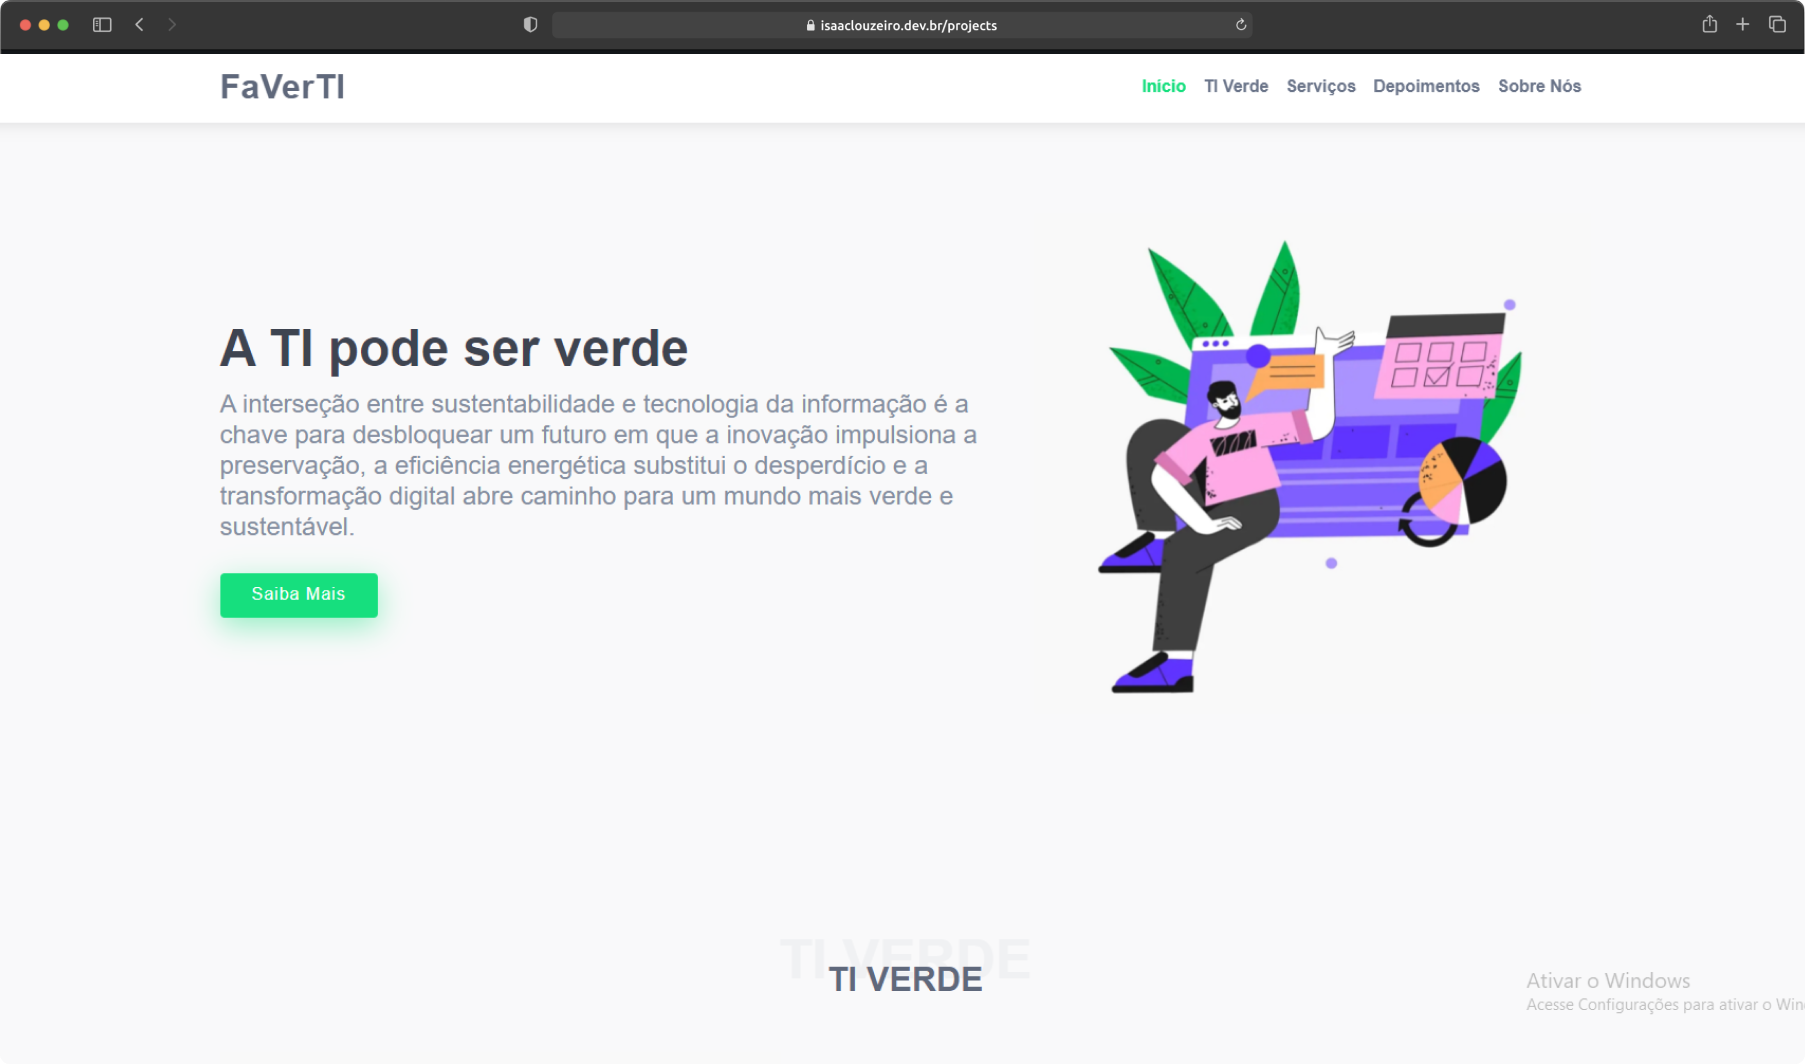 isaaclouzeiro.dev.br/projects
FaVerTI
Início TI Verde Serviços Depoimentos Sobre Nós
A TI pode ser verde
A interseção entre sustentabilidade e tecnologia da informação é a
chave para desbloquear um futuro em que a inovação impulsiona a
preservação, a eficiência energética substitui o desperdício e a
transformação digital abre caminho para um mundo mais verde e
sustentável.
Saiba Mais
TI VERDE
TI VERDE
Ativar o Windows
Acesse Configurações para ativar o Win